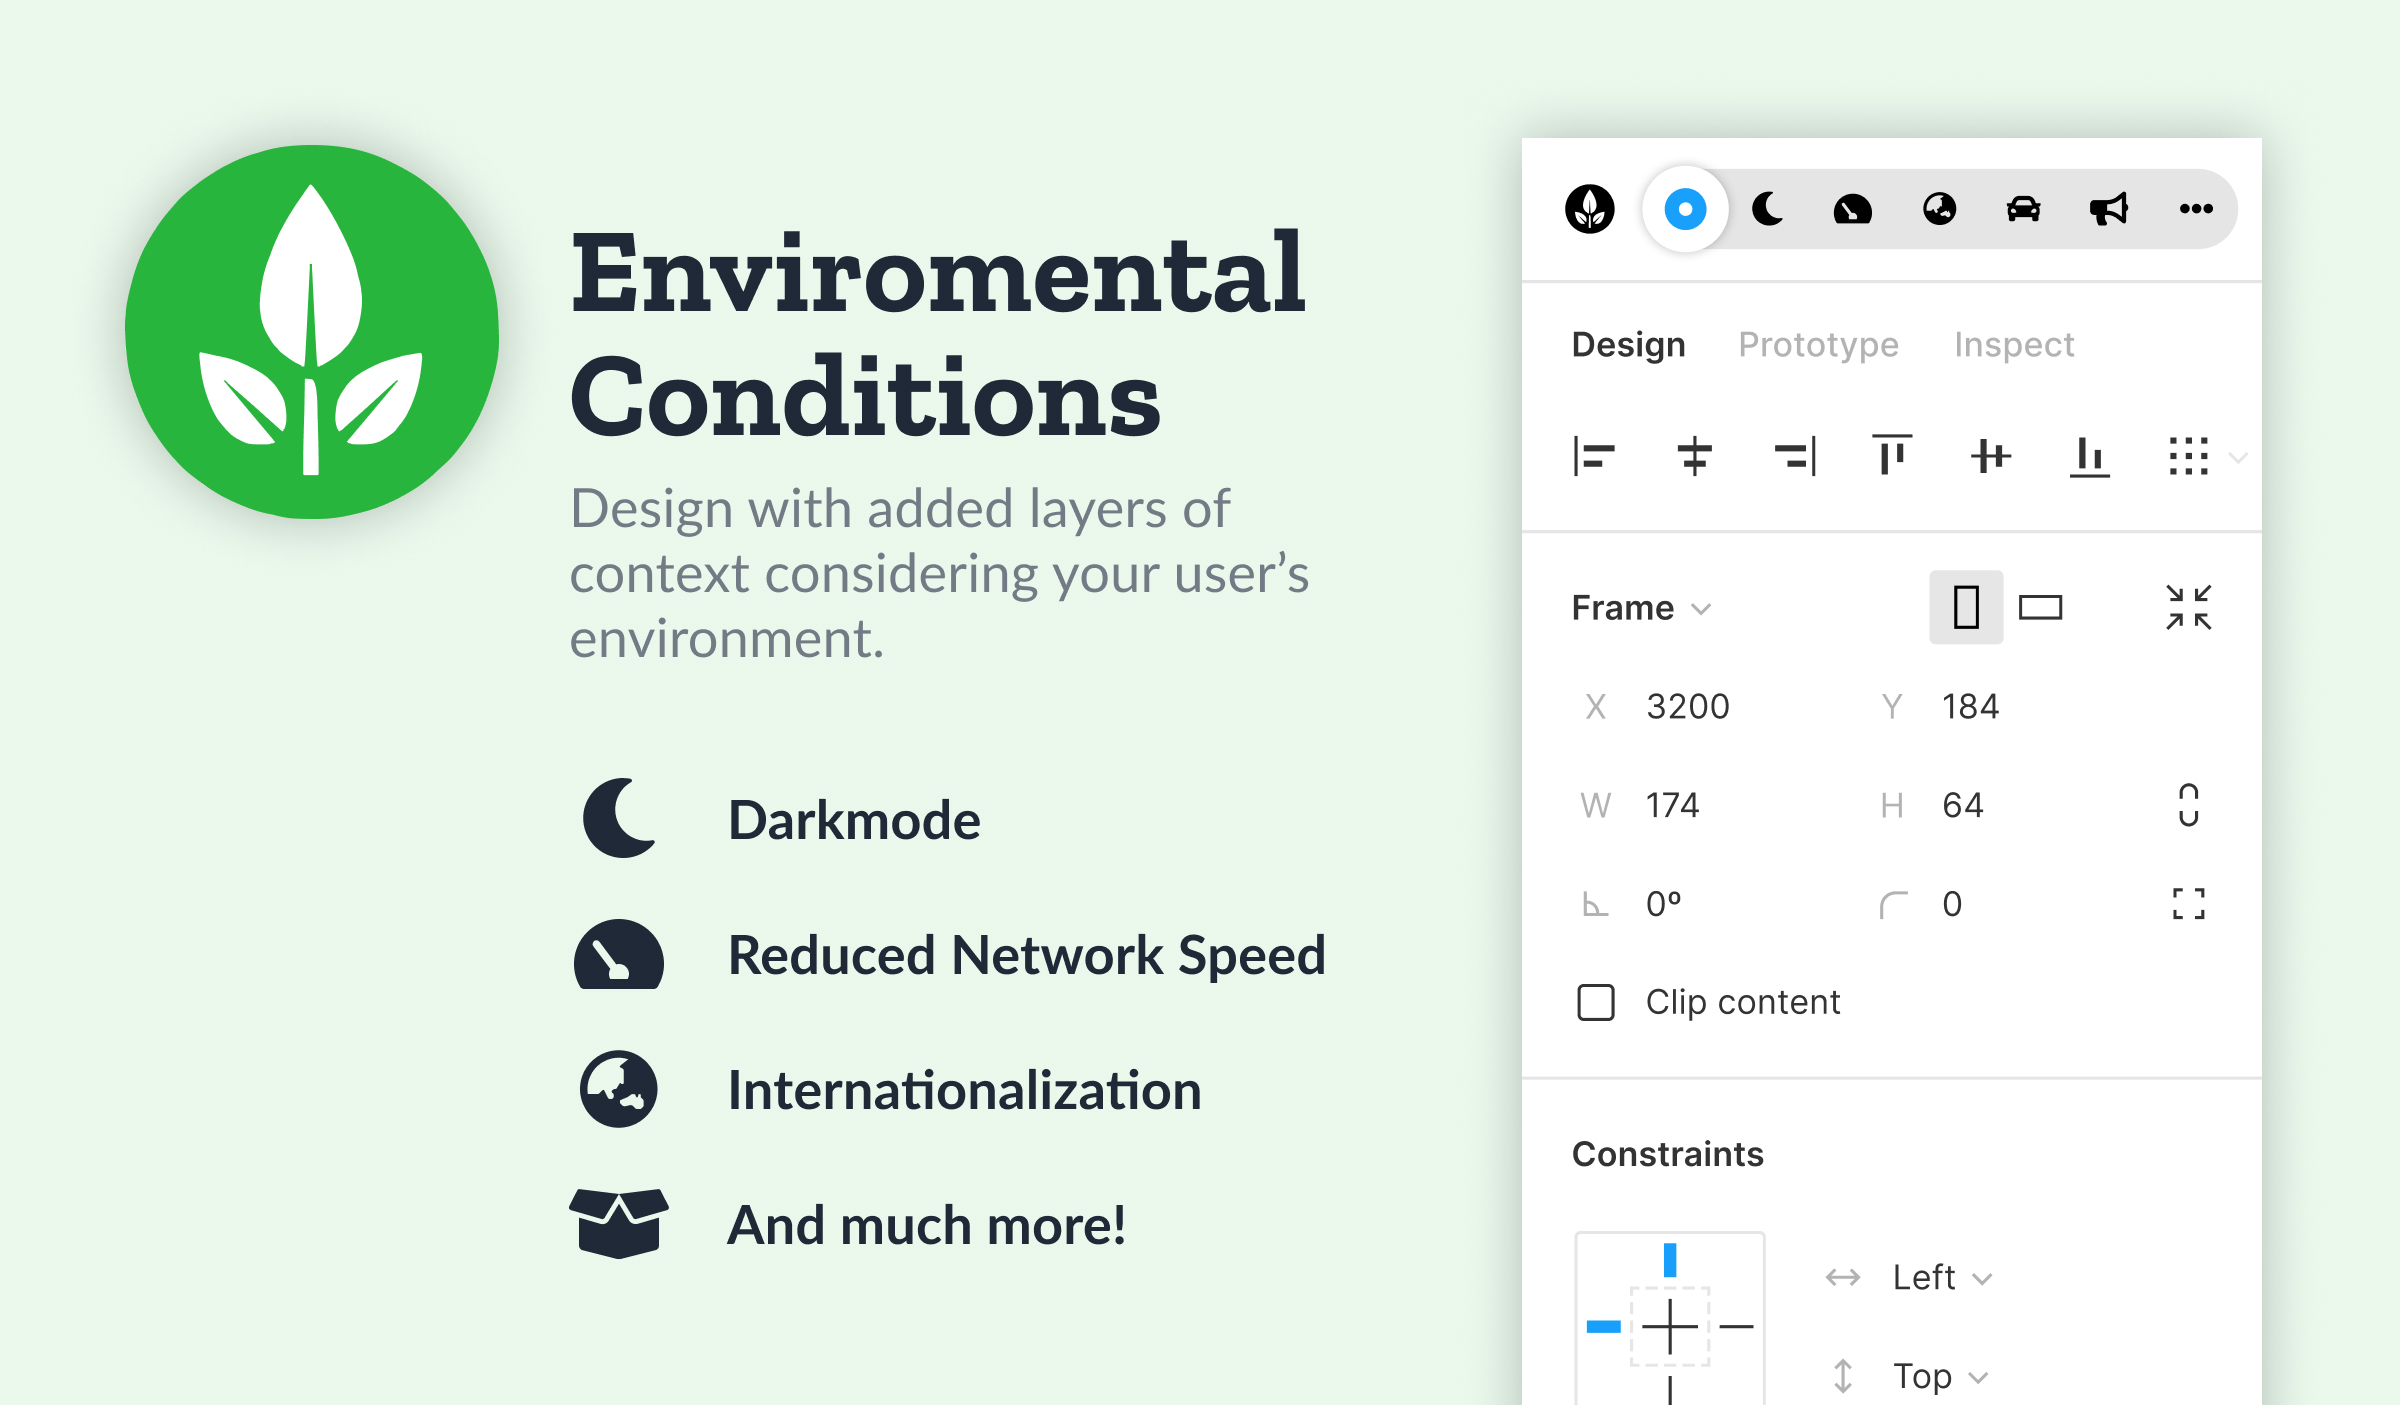 Enviromental
Conditions
Design with added layers of
context considering your user’s
environment.
Darkmode
Reduced Network Speed
Internationalization
And much more!
Design Prototype Inspect
Frame
X 3200 Y 184
W 174 H 64
0º 0
Clip content
Constraints
Left
Top